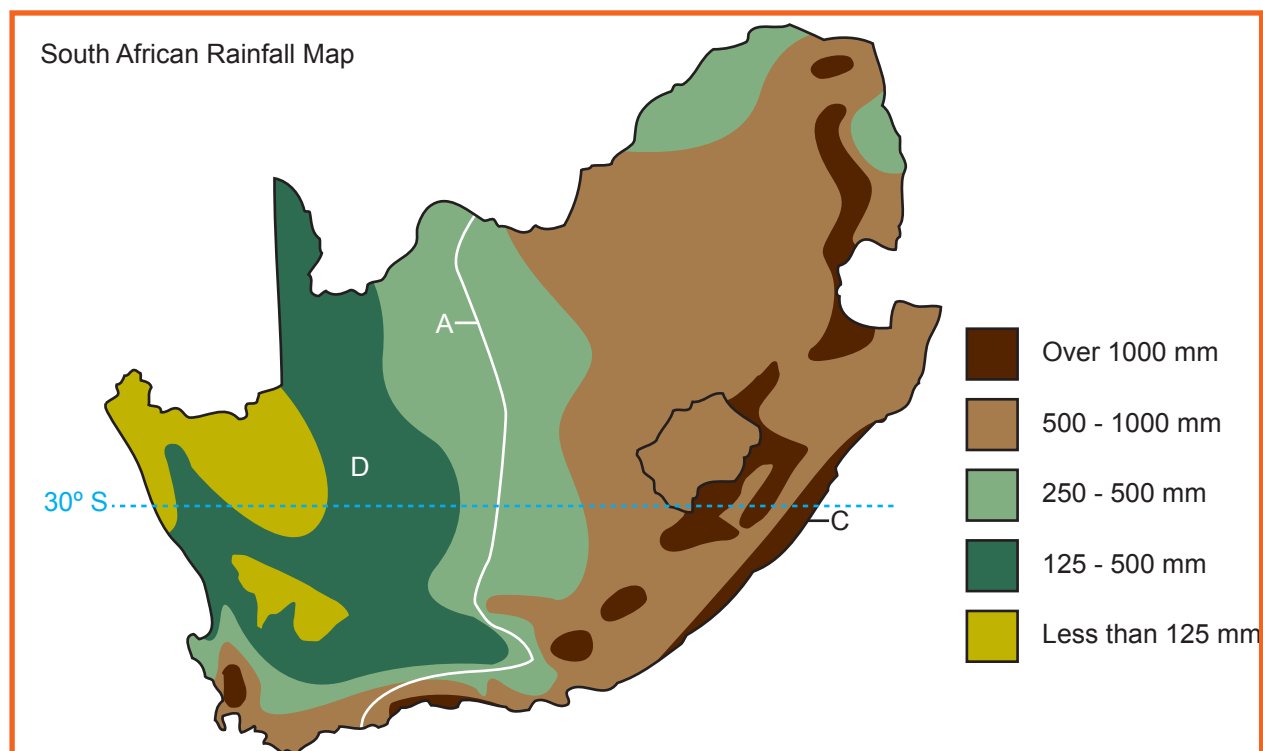 South African Rainfall Map
A
D
30º S
C
Over 1000 mm
500 - 1000 mm
250 - 500 mm
125 - 500 mm
Less than 125 mm